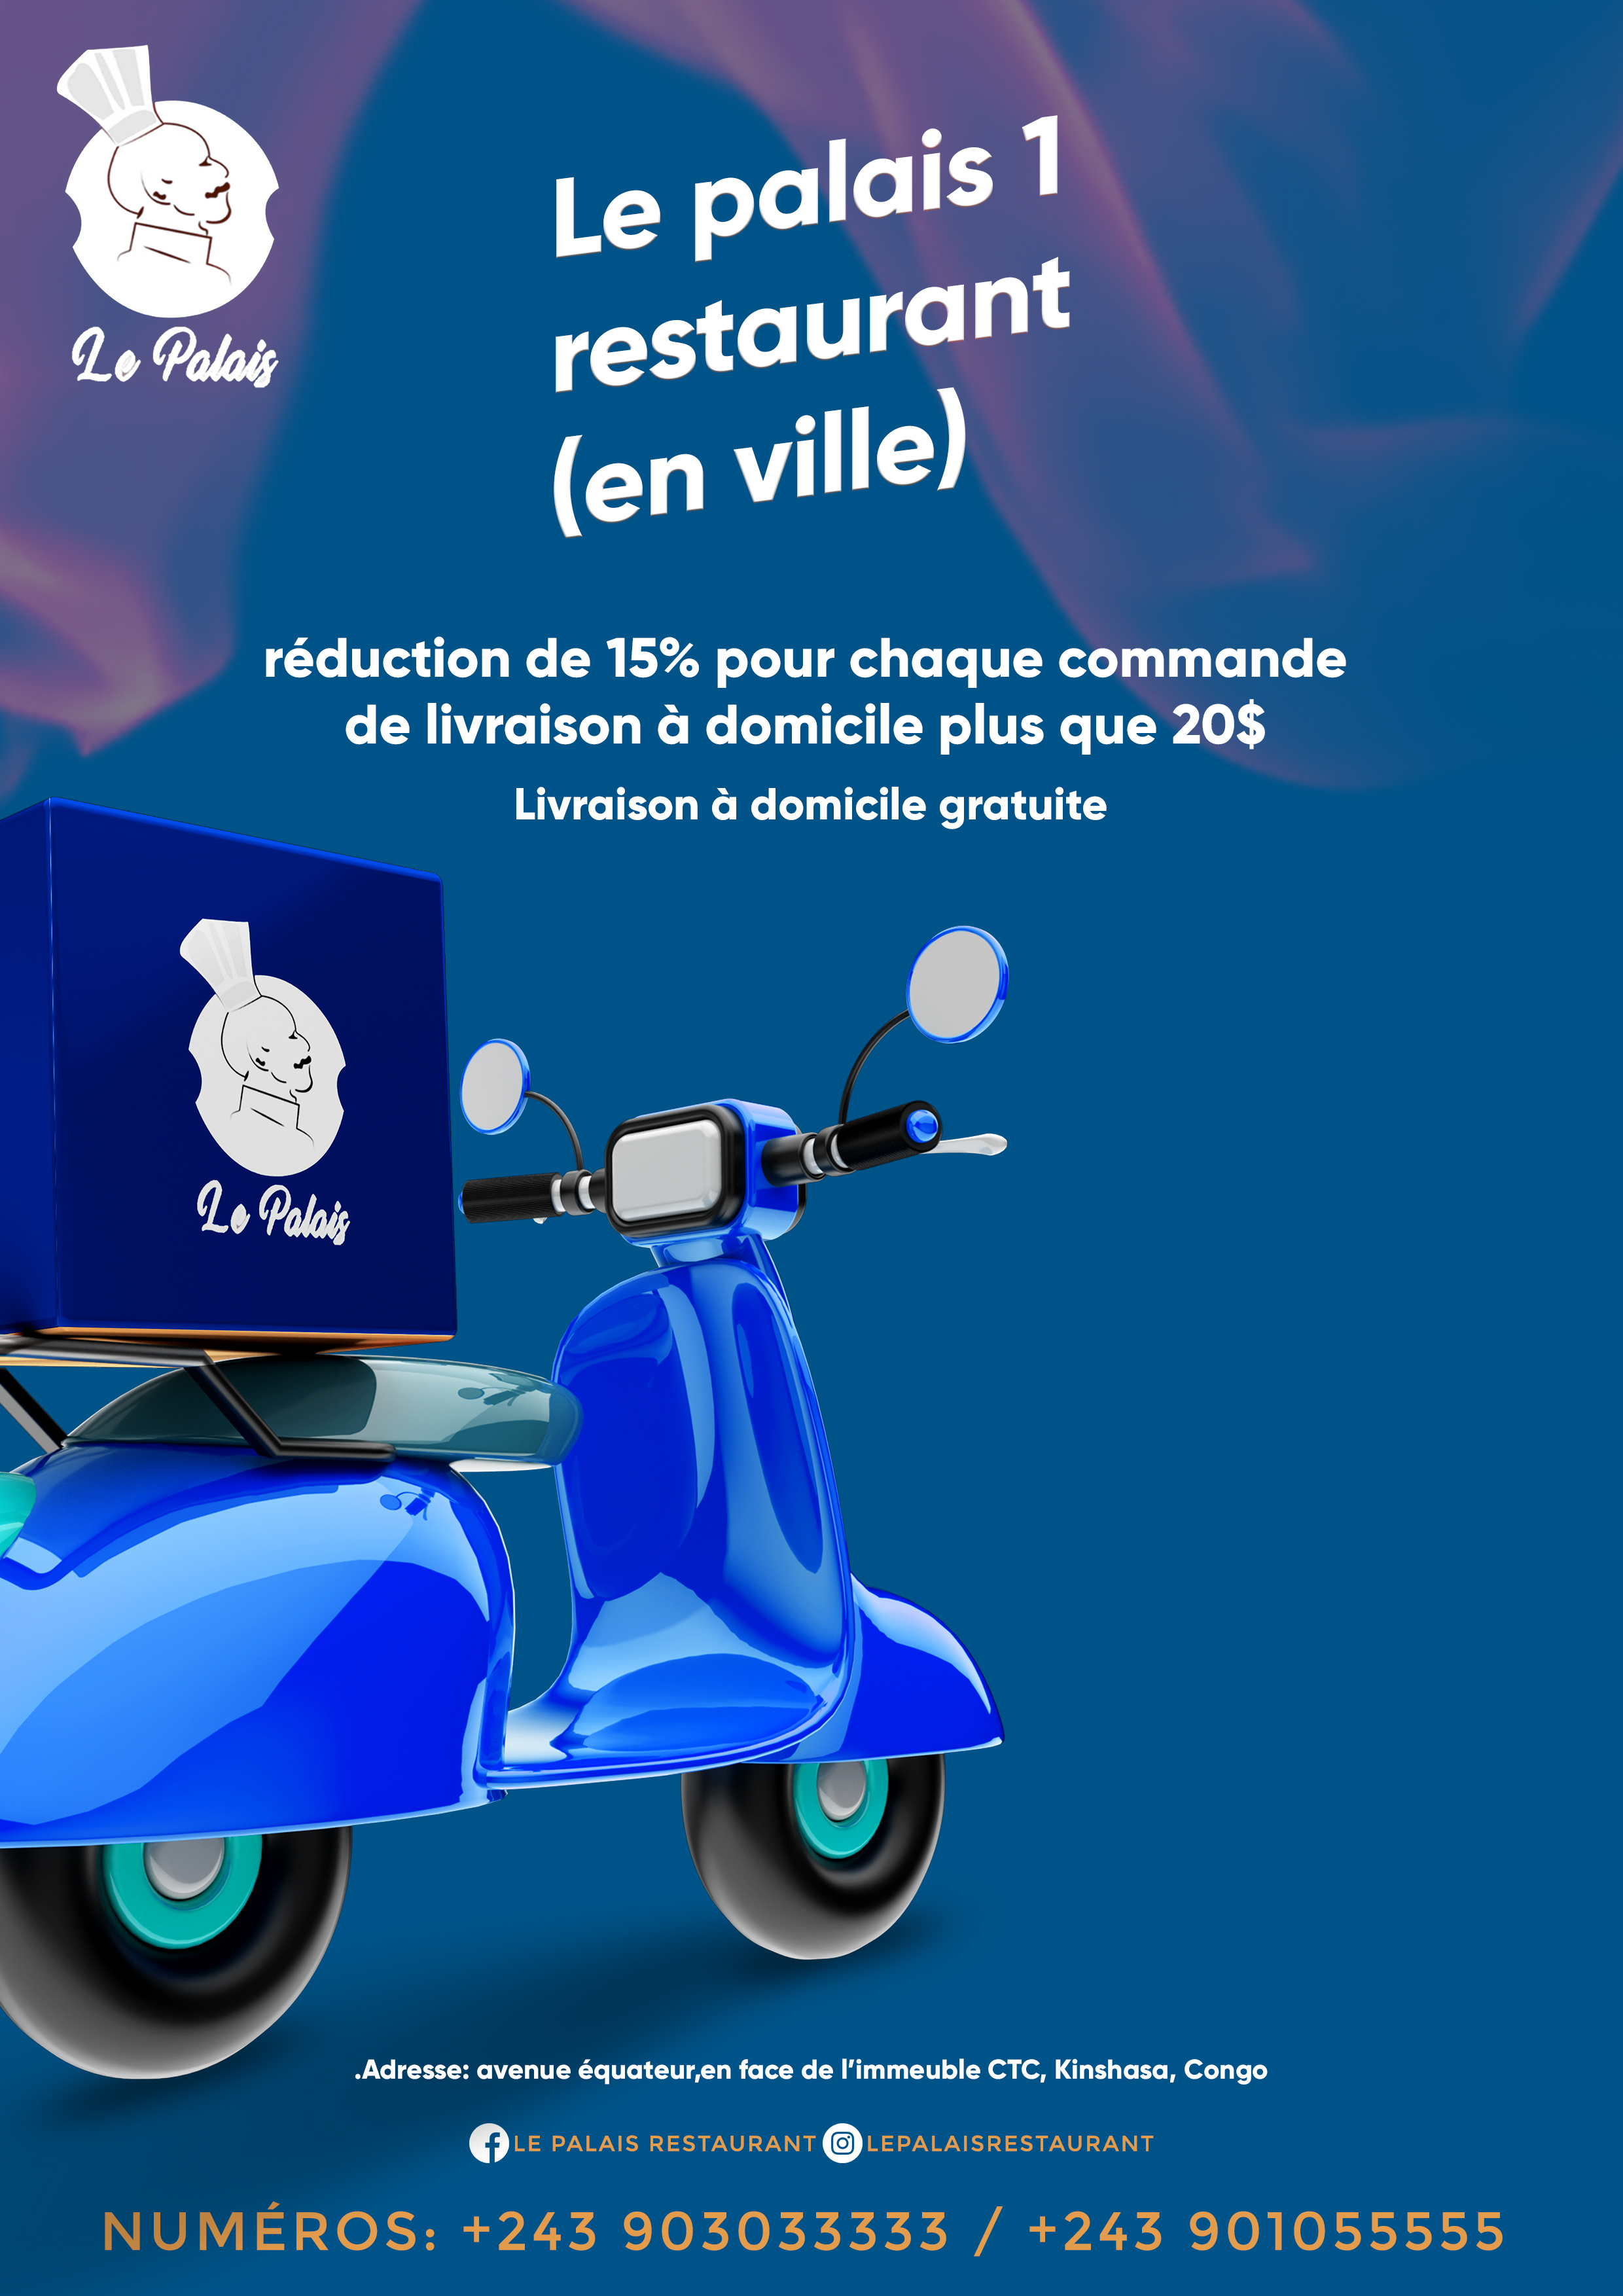 Le Palais
Le palais 1
restaurant
(en ville)
réduction de 15% pour chaque commande
de livraison à domicile plus que 20$
Livraison à domicile gratuite
Le Palais
.Adresse: avenue équateur,en face de l'immeuble CTC, Kinshasa, Congo
LE PALAIS RESTAURANT LEPALAISRESTAURANT
NUMÉROS: +243 903033333 / +243 901055555